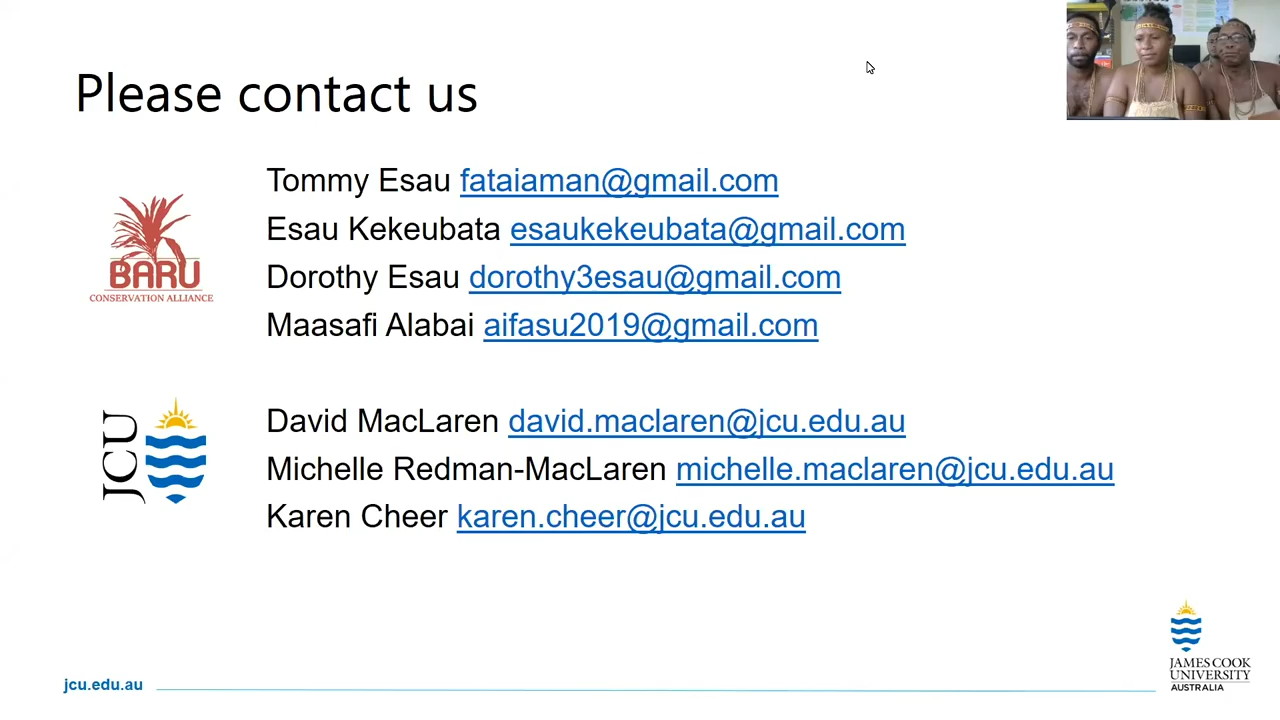 Please contact us
Tommy Esau fataiaman@gmail.com
Esau Kekeubata esaukekeubata@gmail.com
Dorothy Esau dorothy3esau@gmail.com
Maasafi Alabai aifasu2019@gmail.com
BARU
CONSERVATION ALLIANCE
David MacLaren david.maclaren@jcu.edu.au
Michelle Redman-MacLaren michelle.maclaren@jcu.edu.au
Karen Cheer karen.cheer@jcu.edu.au
JCU
jcu.edu.au
JAMES COOK
UNIVERSITY
AUSTRALIA